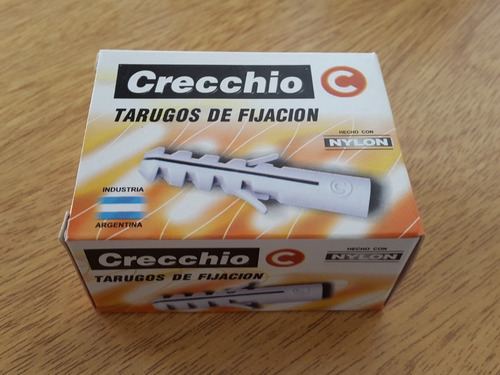 Crecchio C
TARUGOS DE FIJACION
HECHO CON
NYLON
C
INDUSTRIA
ARGENTINA
Crecchio C
TARUGOS DE FIJACION
HECHO CON
NYLON